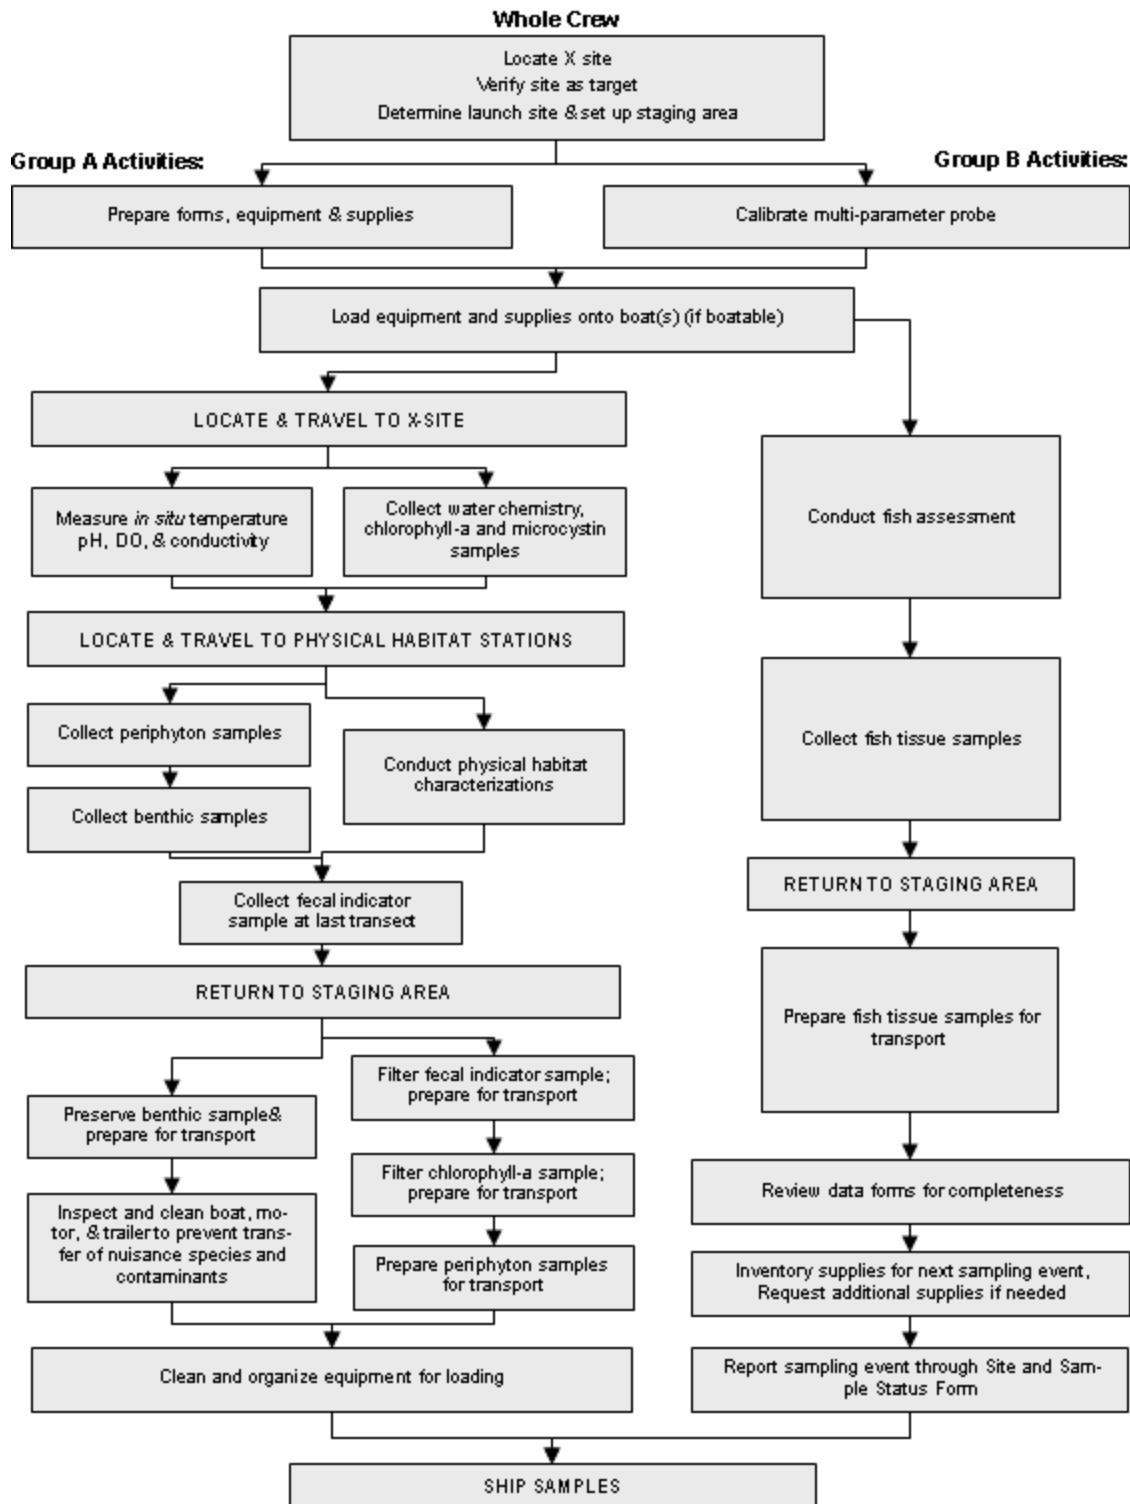 Whole Crew
Locate X site
Verify site as target
Determine launch site & set up staging area
Group A Activities:
Group B Activities:
Prepare forms, equipment & supplies
Calibrate multi-parameter probe
Load equipment and supplies onto boat(s) (if boatable)
LOCATE & TRAVEL TO X-SITE
Measure in situ temperature
pH, DO, & conductivity
Collect water chemistry,
chlorophyll-a and microcystin
samples
Conduct fish assessment
LOCATE & TRAVEL TO PHYSICAL HABITAT STATIONS
Collect periphyton samples
Collect benthic samples
Conduct physical habitat
characterizations
Collect fish tissue samples
Collect fecal indicator
sample at last transect
RETURN TO STAGING AREA
RETURN TO STAGING AREA
Prepare fish tissue samples for
transport
Preserve benthic sample&
prepare for transport
Filter fecal indicator sample;
prepare for transport
Filter chlorophyll-a sample;
prepare for transport
Inspect and clean boat, mo-
tor, & trailer to prevent trans-
fer of nuisance species and
contaminants
Prepare periphyton samples
for transport
Review data forms for completeness
Inventory supplies for next sampling event,
Request additional supplies if needed
Clean and organize equipment for loading
Report sampling event through Site and Sam-
ple Status Form
SHIP SAMPLES